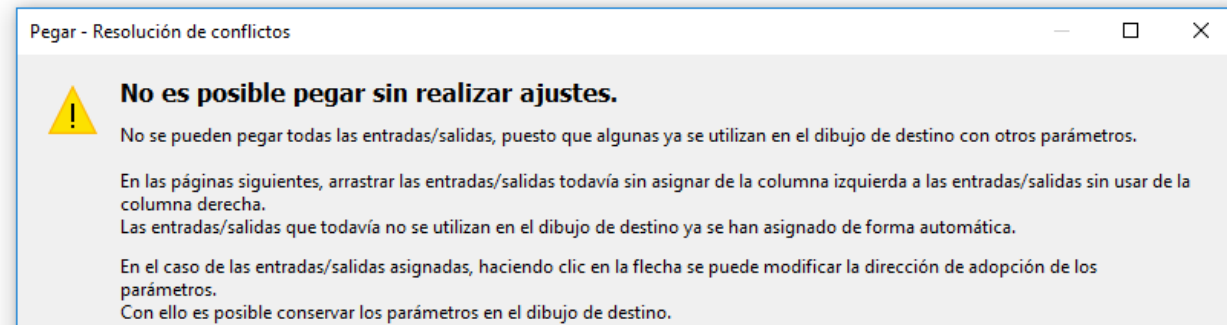 Pegar - Resolución de conflictos
No es posible pegar sin realizar ajustes.
No se pueden pegar todas las entradas/salidas, puesto que algunas ya se utilizan en el dibujo de destino con otros parámetros.
En las páginas siguientes, arrastrar las entradas/salidas todavía sin asignar de la columna izquierda a las entradas/salidas sin usar de la
columna derecha.
Las entradas/salidas que todavía no se utilizan en el dibujo de destino ya se han asignado de forma automática.
En el caso de las entradas/salidas asignadas, haciendo clic en la flecha se puede modificar la dirección de adopción de los
parámetros.
Con ello es posible conservar los parámetros en el dibujo de destino.